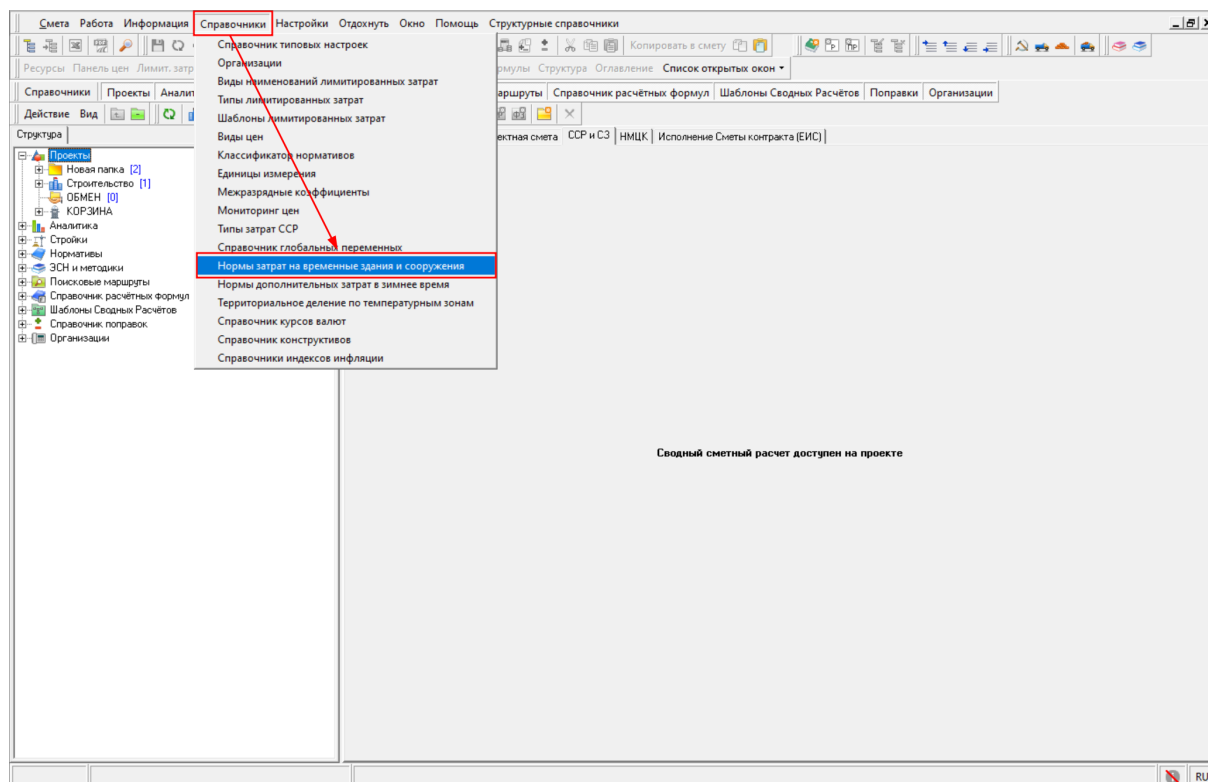 Смета Работа Информация Справочники Настройки Отдохнуть Окно Помощь Структурные справочники
Копировать в смету
Ресурсы Панель цен Лимит. Формулы Структура Оглавление Список открытых окон
Справочники Проекты Справочник расчётных формул Шаблоны Сводных Расчётов Поправки Организации
Действие Вид
Структура
смета ССР и СЗ НМЦК Исполнение Сметы контракта (ЕИС)
Справочник типовых настроек
Организации
Виды наименований лимитированных затрат
Типы лимитированных затрат
Шаблоны лимитированных затрат
Виды цен
Классификатор нормативов
Единицы измерения
Межразрядные коэффициенты
Мониторинг цен
Типы затрат ССР
Справочник глобальных переменных
Нормы затрат на временные здания и сооружения
Нормы дополнительных затрат в зимнее время
Территориальное деление по температурным зонам
Справочник курсов валют
Справочник конструктивов
Справочники индексов инфляции
Проекты
Новая папка [2]
Строительство [1]
ОБМЕН [0]
КОРЗИНА
Аналитика
Стройки
Нормативы
ЭСН и методики
Поисковые маршруты
Справочник расчётных формул
Шаблоны Сводных Расчётов
Справочник поправок
Организации
Сводный сметный расчет доступен на проекте
RU